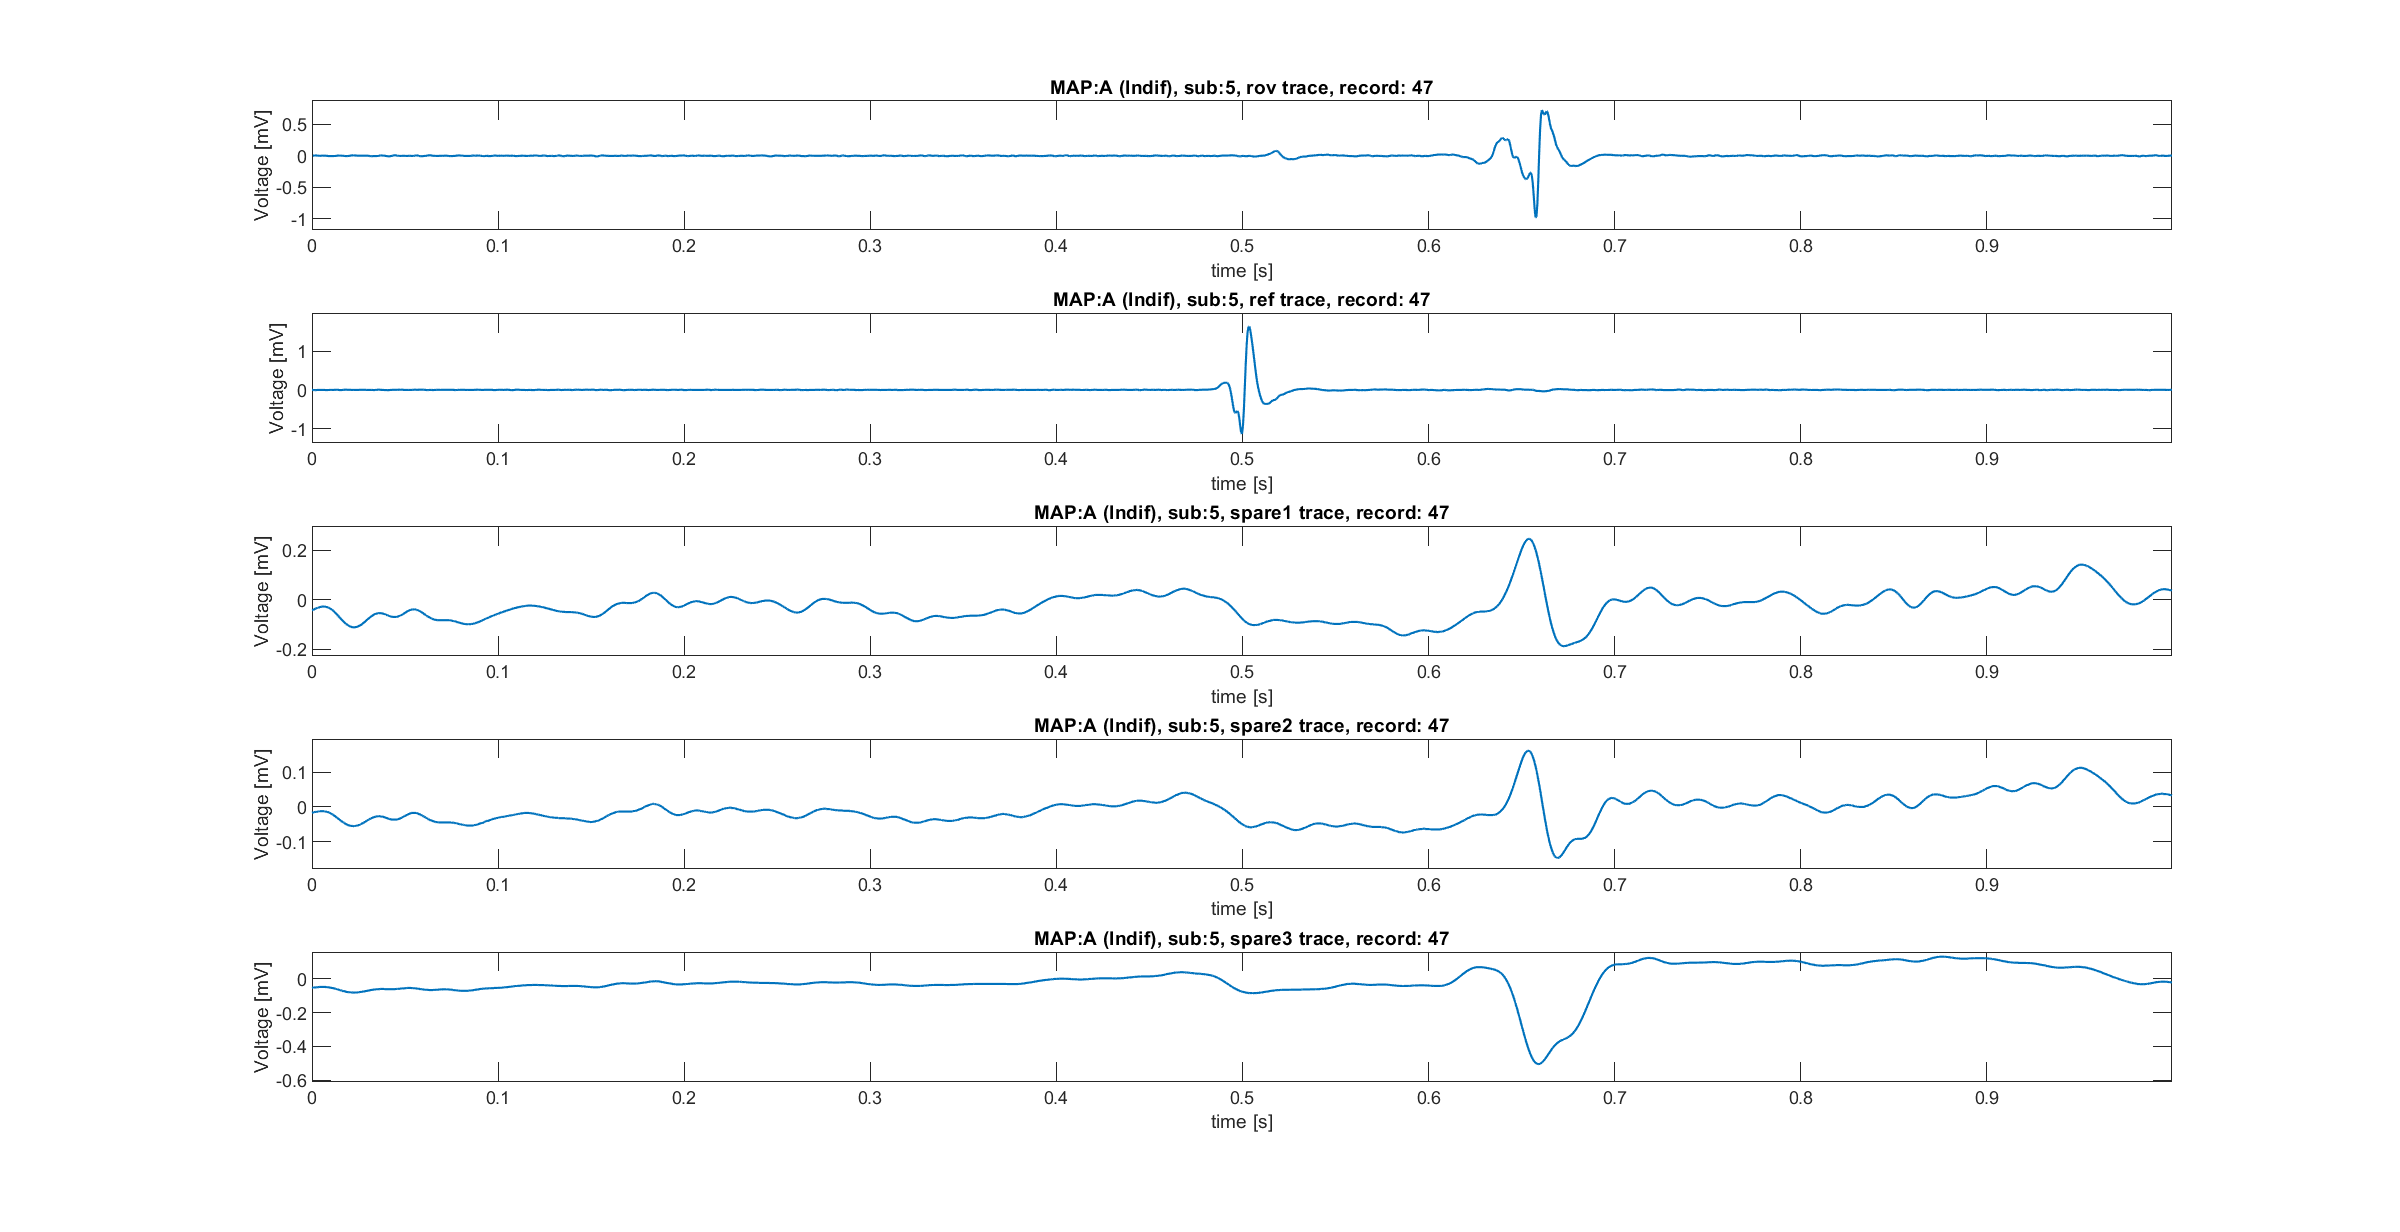 MAP:A (Indif), sub:5, rov trace, record: 47
Voltage [mV]
0.5
0
-0.5
-1
0 0.1 0.2 0.3 0.4 0.5 0.6 0.7 0.8 0.9
time [s]
MAP:A (Indif), sub:5, ref trace, record: 47
Voltage [mV]
1
0
-1
0 0.1 0.2 0.3 0.4 0.5 0.6 0.7 0.8 0.9
time [s]
MAP:A (Indif), sub:5, spare1 trace, record: 47
Voltage [mV]
0.2
0
-0.2
0 0.1 0.2 0.3 0.4 0.5 0.6 0.7 0.8 0.9
time [s]
MAP:A (Indif), sub:5, spare2 trace, record: 47
Voltage [mV]
0.1
0
-0.1
0 0.1 0.2 0.3 0.4 0.5 0.6 0.7 0.8 0.9
time [s]
MAP:A (Indif), sub:5, spare3 trace, record: 47
Voltage [mV]
0
-0.2
-0.4
-0.6
0 0.1 0.2 0.3 0.4 0.5 0.6 0.7 0.8 0.9
time [s]